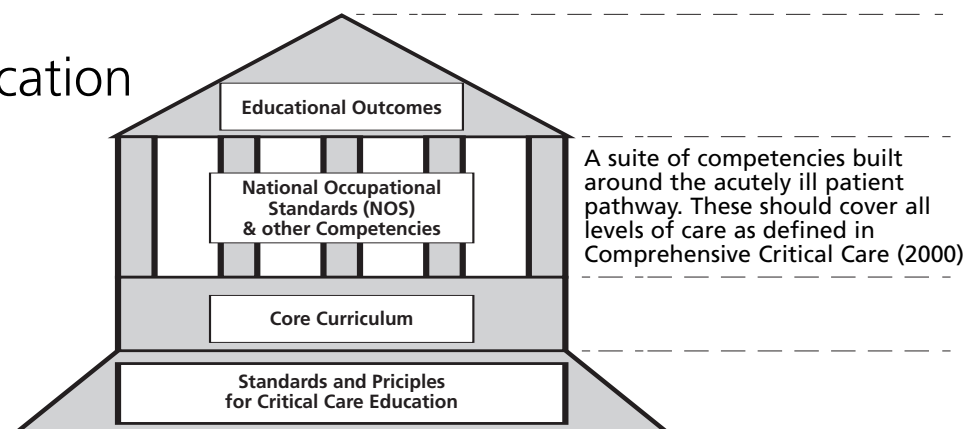 cation
Educational Outcomes
National Occupational
Standards (NOS)
& other Competencies
A suite of competencies built
around the acutely ill patient
pathway. These should cover all
levels of care as defined in
Comprehensive Critical Care (2000)
Core Curriculum
Standards and Priciples
for Critical Care Education